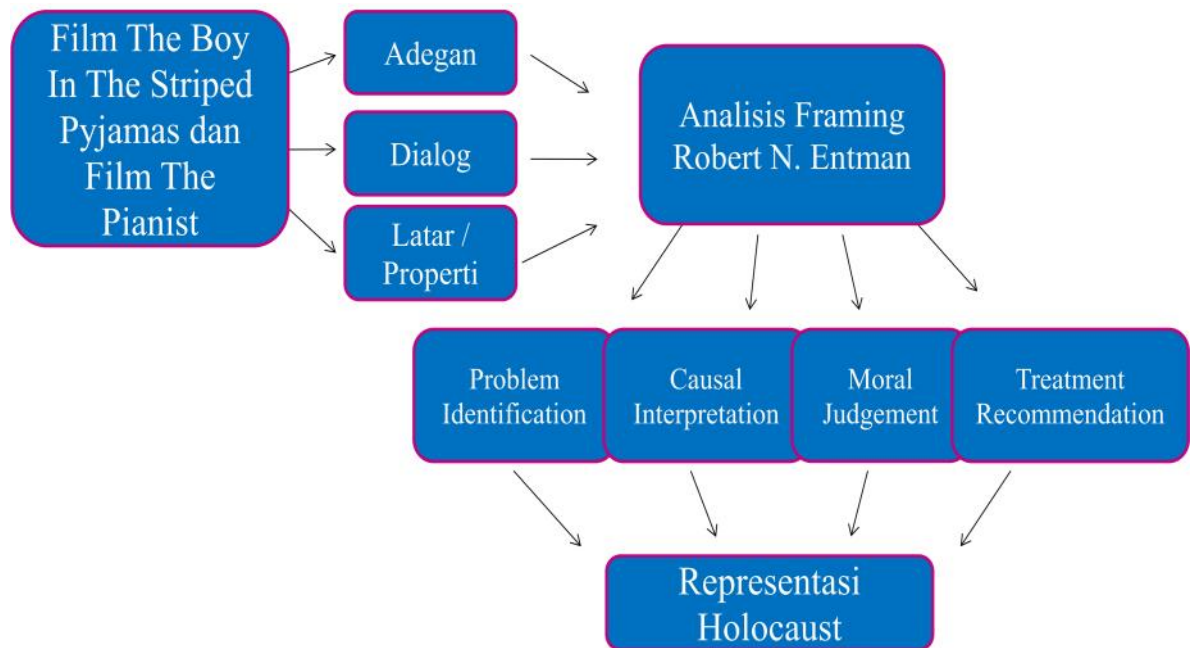 Film The Boy
In The Striped
Pyjamas dan
Film The
Pianist
Adegan
Dialog
Latar /
Properti
Analisis Framing
Robert N. Entman
Problem
Identification
Causal
Interpretation
Moral
Judgement
Treatment
Recommendation
Representasi
Holocaust